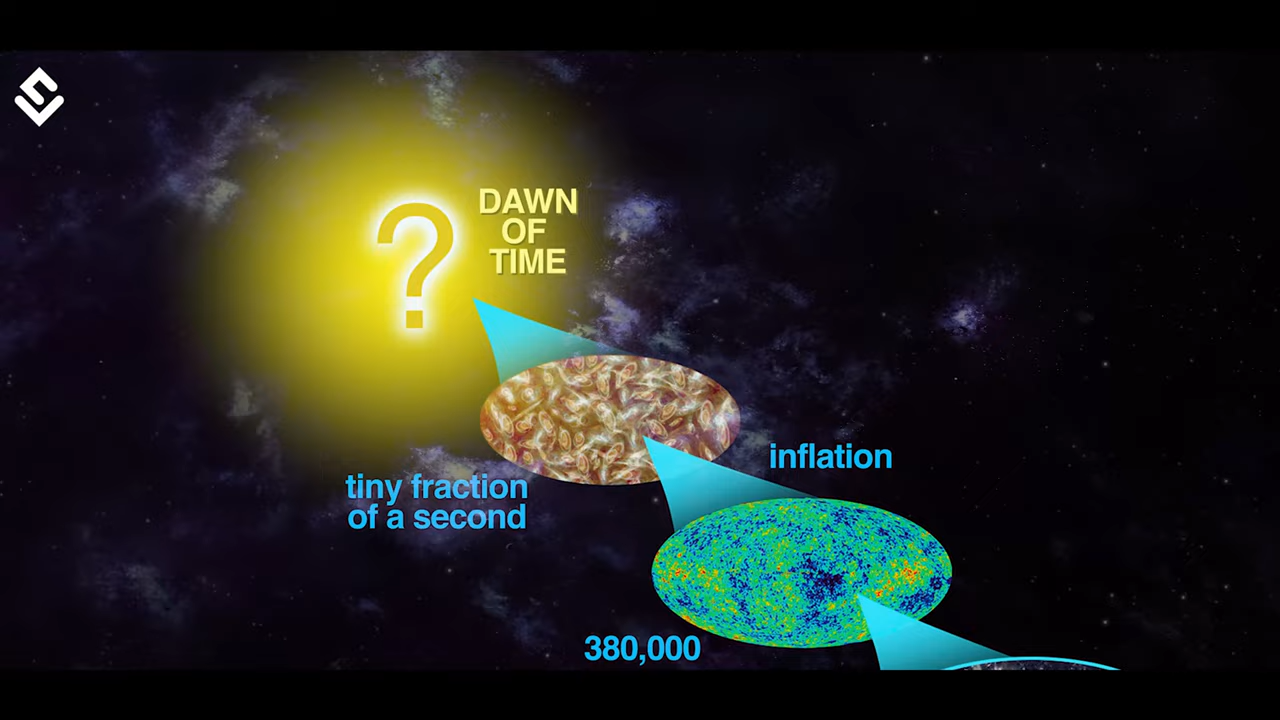 ?
DAWN
OF
TIME
inflation
tiny fraction
of a second
380,000